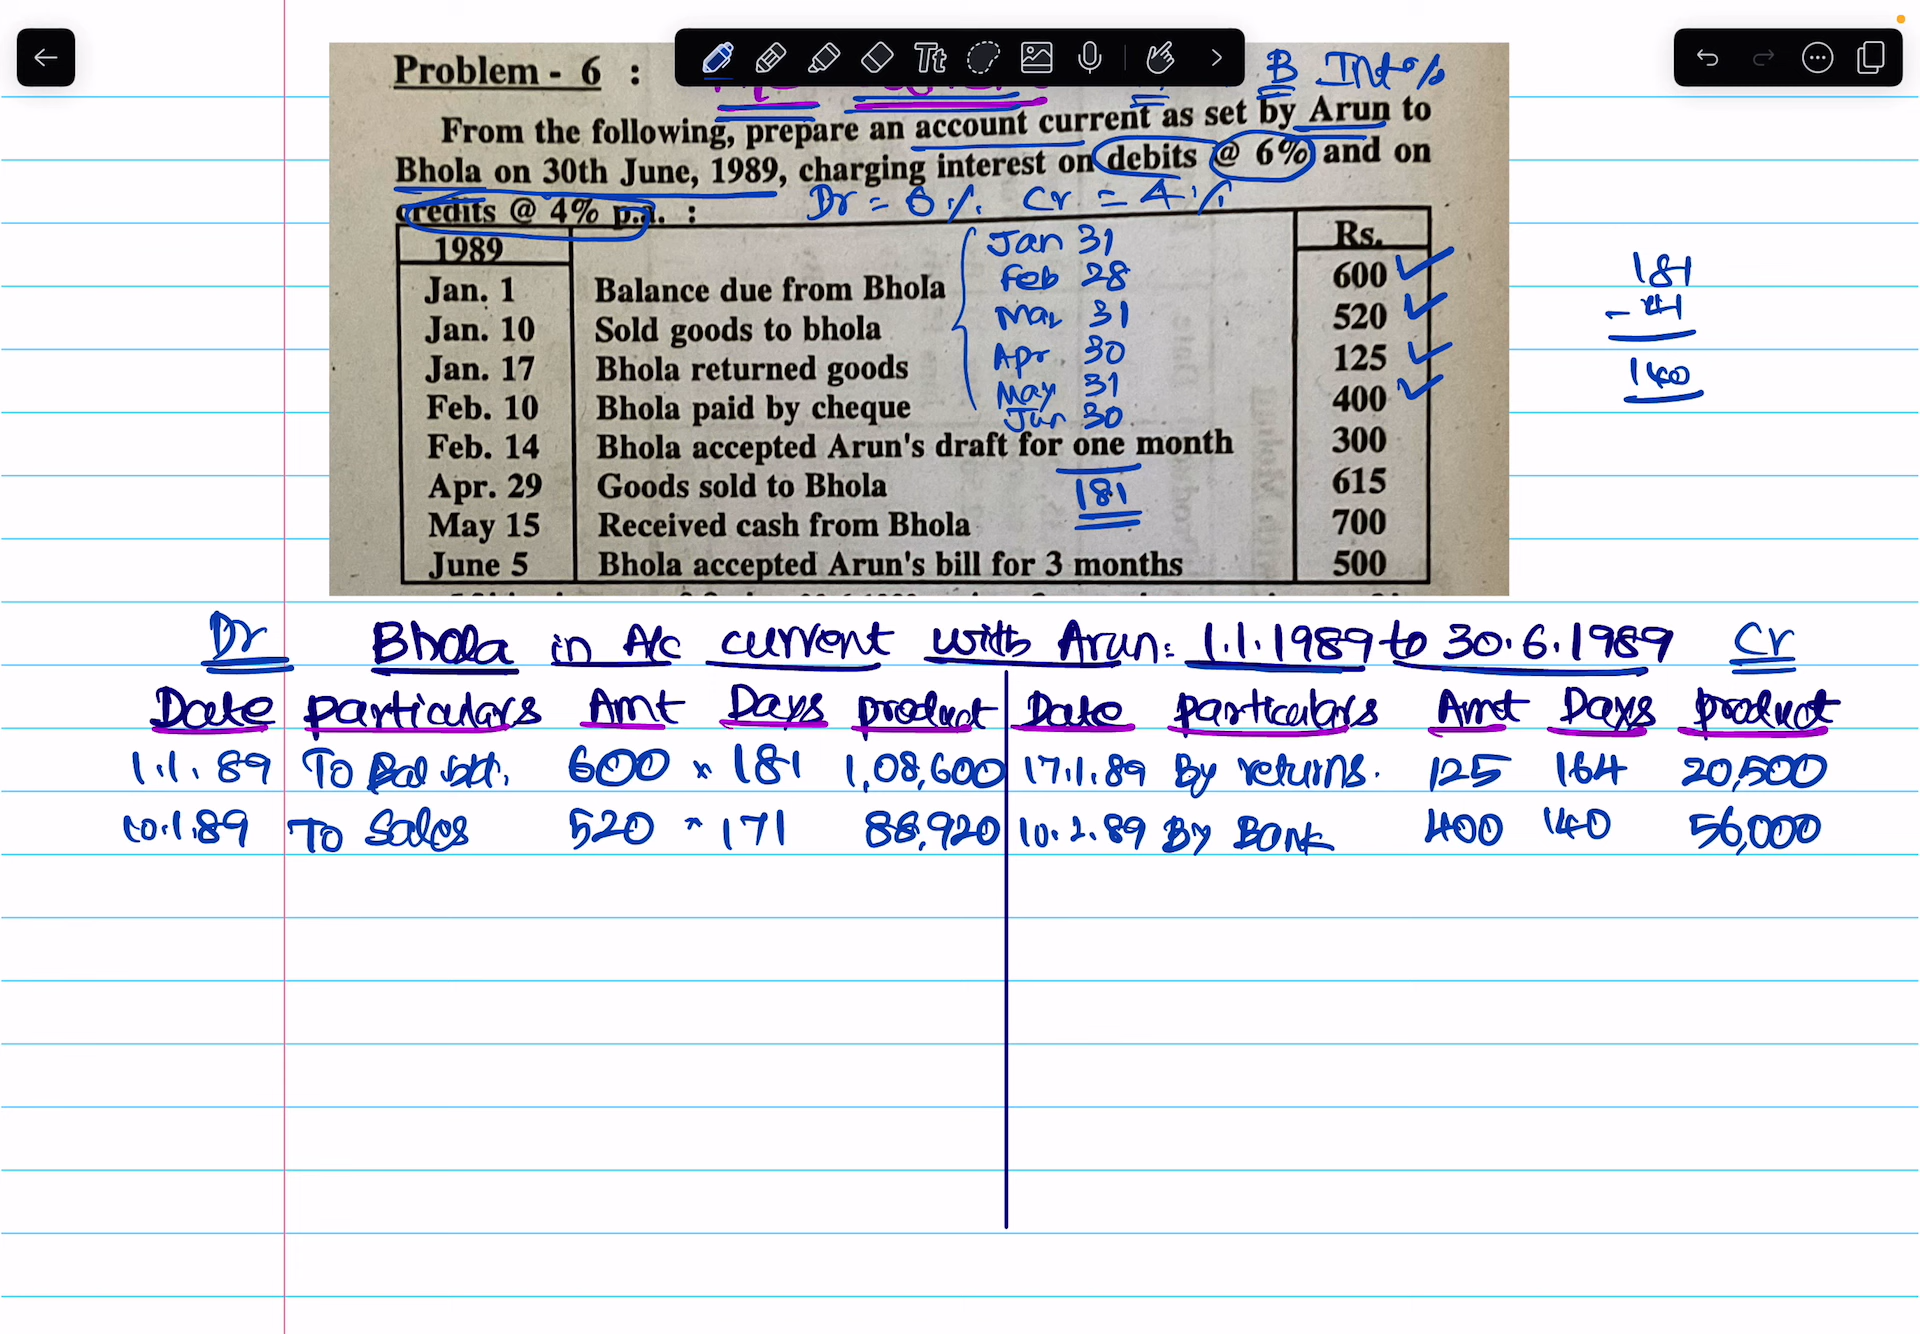 Problem - 6 :
B Int%
From the following, prepare an account current as set by Arun to
Bhola on 30th June, 1989, charging interest on debits @ 6% and on
credits @ 4% p.a. : Dr = 6 % Cr = 4 %
1989 Rs.
Jan 31
Jan. 1 Balance due from Bhola 600
Feb 28
Jan. 10 Sold goods to bhola 520
Mar 31
Jan. 17 Bhola returned goods 125
Apr 30
Feb. 10 Bhola paid by cheque 400
May 31
Jun 30
Feb. 14 Bhola accepted Arun's draft for one month 300
Apr. 29 Goods sold to Bhola 615
181
May 15 Received cash from Bhola 700
June 5 Bhola accepted Arun's bill for 3 months 500
181
- 41
140
Dr Bhola in A/c current with Arun: 1.1.1989 to 30.6.1989 Cr
Date particulars Amt Days product Date particulars Amt Days product
1.1.89 To Bal b/d. 600 × 181 1,08,600 17.1.89 By returns. 125 164 20,500
10.1.89 To Sales 520 × 171 88,920 10.2.89 By Bank 400 140 56,000
Tt